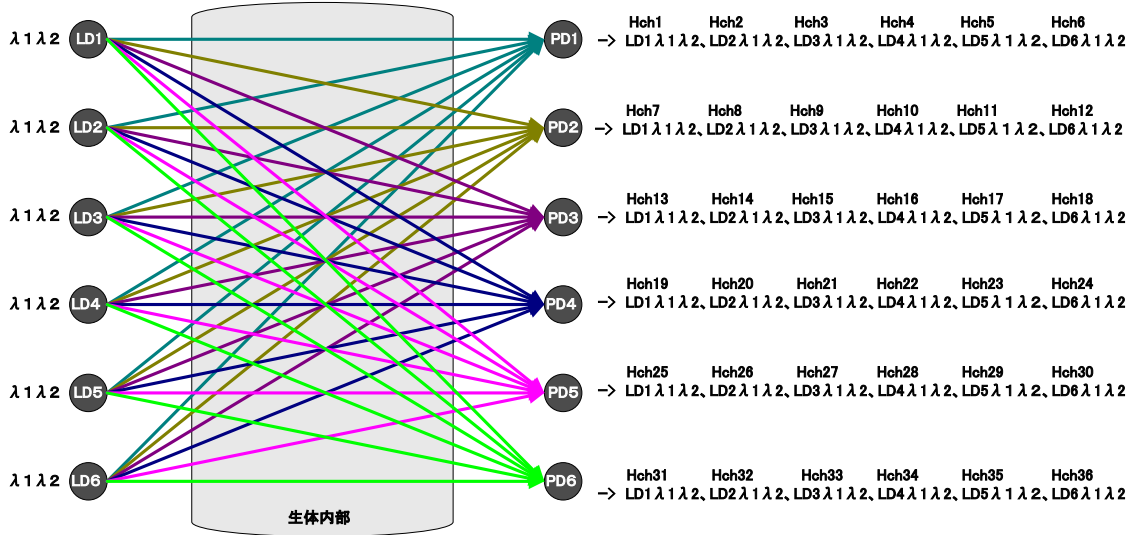 Hch1 Hch2 Hch3 Hch4 Hch5 Hch6
λ1λ2 LD1 PD1 -> LD1λ1λ2、LD2λ1λ2、LD3λ1λ2、LD4λ1λ2、LD5λ1λ2、LD6λ1λ2
Hch7 Hch8 Hch9 Hch10 Hch11 Hch12
λ1λ2 LD2 PD2 -> LD1λ1λ2、LD2λ1λ2、LD3λ1λ2、LD4λ1λ2、LD5λ1λ2、LD6λ1λ2
Hch13 Hch14 Hch15 Hch16 Hch17 Hch18
λ1λ2 LD3 PD3 -> LD1λ1λ2、LD2λ1λ2、LD3λ1λ2、LD4λ1λ2、LD5λ1λ2、LD6λ1λ2
Hch19 Hch20 Hch21 Hch22 Hch23 Hch24
λ1λ2 LD4 PD4 -> LD1λ1λ2、LD2λ1λ2、LD3λ1λ2、LD4λ1λ2、LD5λ1λ2、LD6λ1λ2
Hch25 Hch26 Hch27 Hch28 Hch29 Hch30
λ1λ2 LD5 PD5 -> LD1λ1λ2、LD2λ1λ2、LD3λ1λ2、LD4λ1λ2、LD5λ1λ2、LD6λ1λ2
Hch31 Hch32 Hch33 Hch34 Hch35 Hch36
λ1λ2 LD6 PD6 -> LD1λ1λ2、LD2λ1λ2、LD3λ1λ2、LD4λ1λ2、LD5λ1λ2、LD6λ1λ2
生体内部